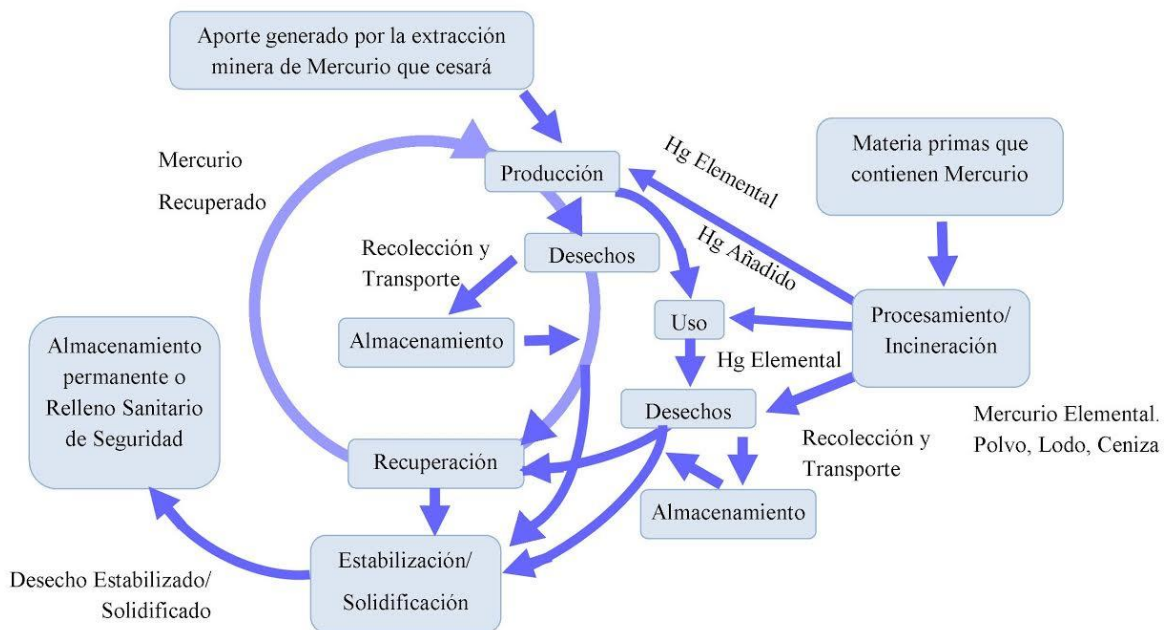 Aporte generado por la extracción
minera de Mercurio que cesará
Mercurio
Recuperado
Producción
Hg Elemental
Materia primas que
contienen Mercurio
Recolección y
Transporte
Desechos
Hg Añadido
Almacenamiento
Uso
Procesamiento/
Incineración
Almacenamiento
permanente o
Relleno Sanitario
de Seguridad
Hg Elemental
Desechos
Mercurio Elemental.
Polvo, Lodo, Ceniza
Recolección y
Transporte
Recuperación
Almacenamiento
Estabilización/
Solidificación
Desecho Estabilizado/
Solidificado